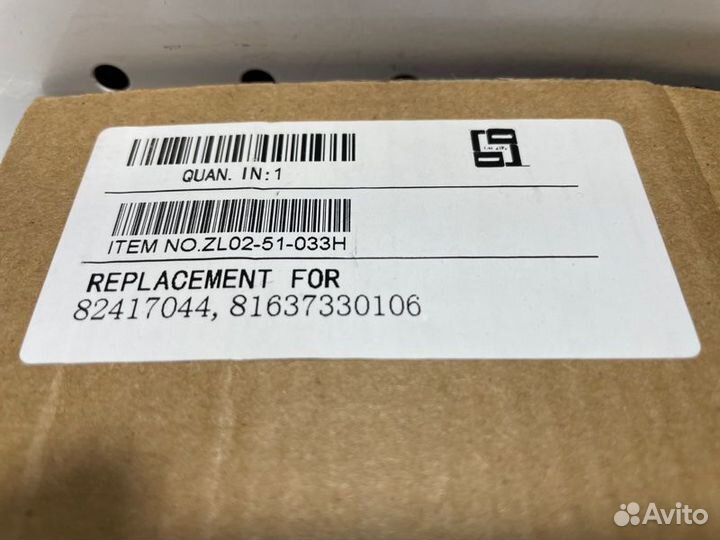 QUAN. IN:1
ITEM NO.ZL02-51-033H
REPLACEMENT FOR
82417044, 81637330106
Avito